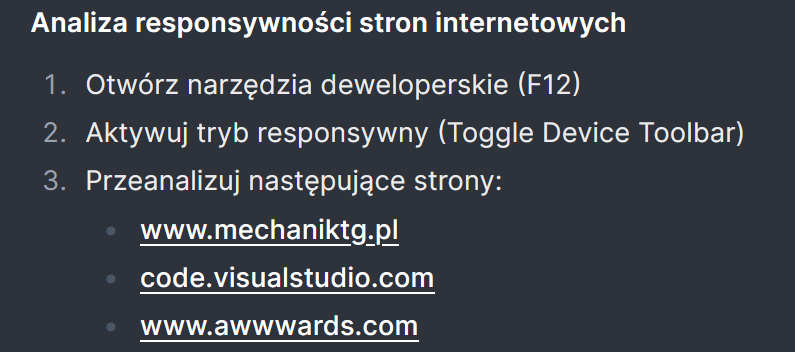 Analiza responsywności stron internetowych
1. Otwórz narzędzia deweloperskie (F12)
2. Aktywuj tryb responsywny (Toggle Device Toolbar)
3. Przeanalizuj następujące strony:
• www.mechaniktg.pl
• code.visualstudio.com
• www.awwwards.com